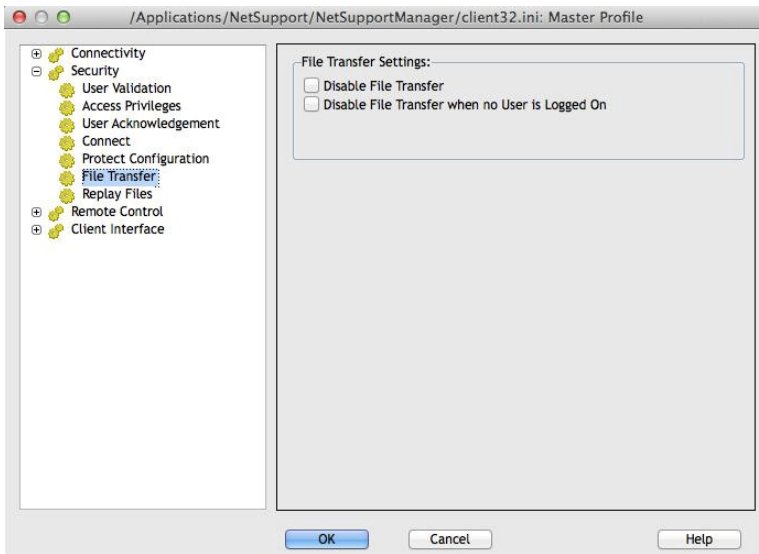 /Applications/NetSupport/NetSupportManager/client32.ini: Master Profile
Connectivity
Security
User Validation
Access Privileges
User Acknowledgement
Connect
Protect Configuration
File Transfer
Replay Files
Remote Control
Client Interface
File Transfer Settings:
Disable File Transfer
Disable File Transfer when no User is Logged On
OK
Cancel
Help